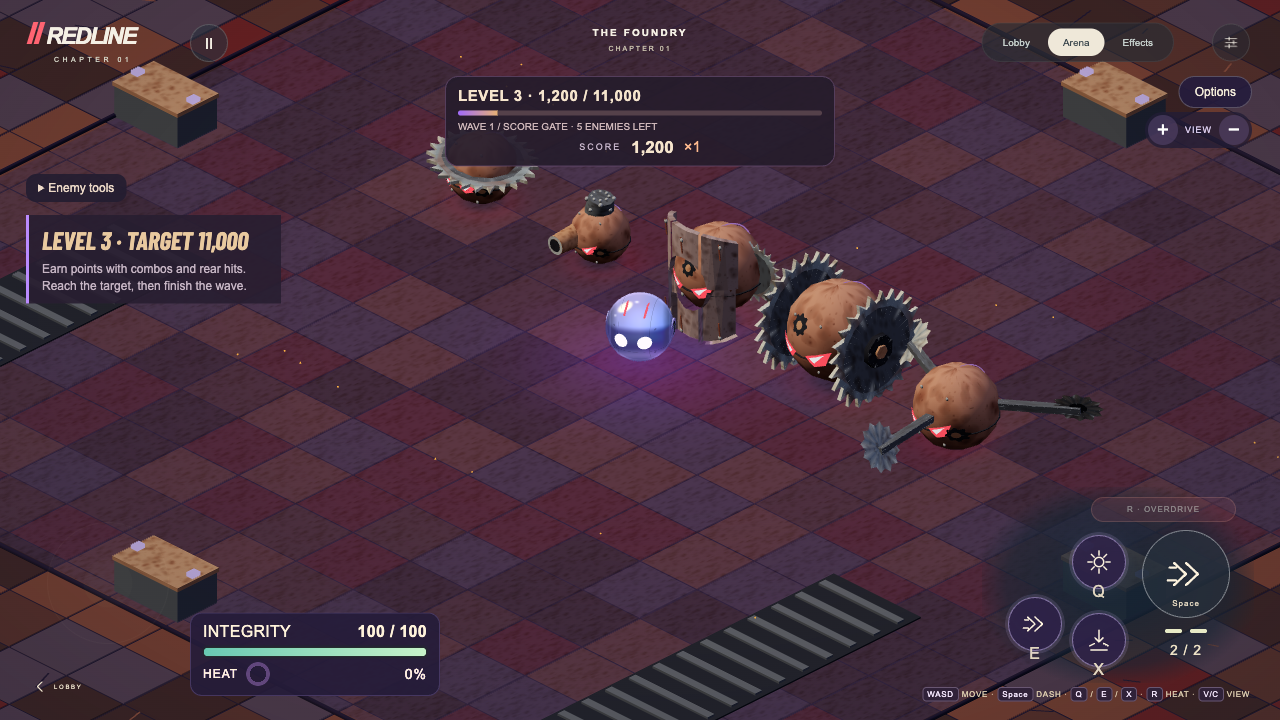 REDLINE
CHAPTER 01
THE FOUNDRY
CHAPTER 01
Lobby
Arena
Effects
Options
+ VIEW −
LEVEL 3 · 1,200 / 11,000
WAVE 1 / SCORE GATE · 5 ENEMIES LEFT
SCORE 1,200 ×1
Enemy tools
LEVEL 3 · TARGET 11,000
Earn points with combos and rear hits.
Reach the target, then finish the wave.
R · OVERDRIVE
Q
Space
E
X
2 / 2
INTEGRITY 100 / 100
HEAT 0%
LOBBY
WASD MOVE · Space DASH · Q / E / X · R HEAT · V/C VIEW